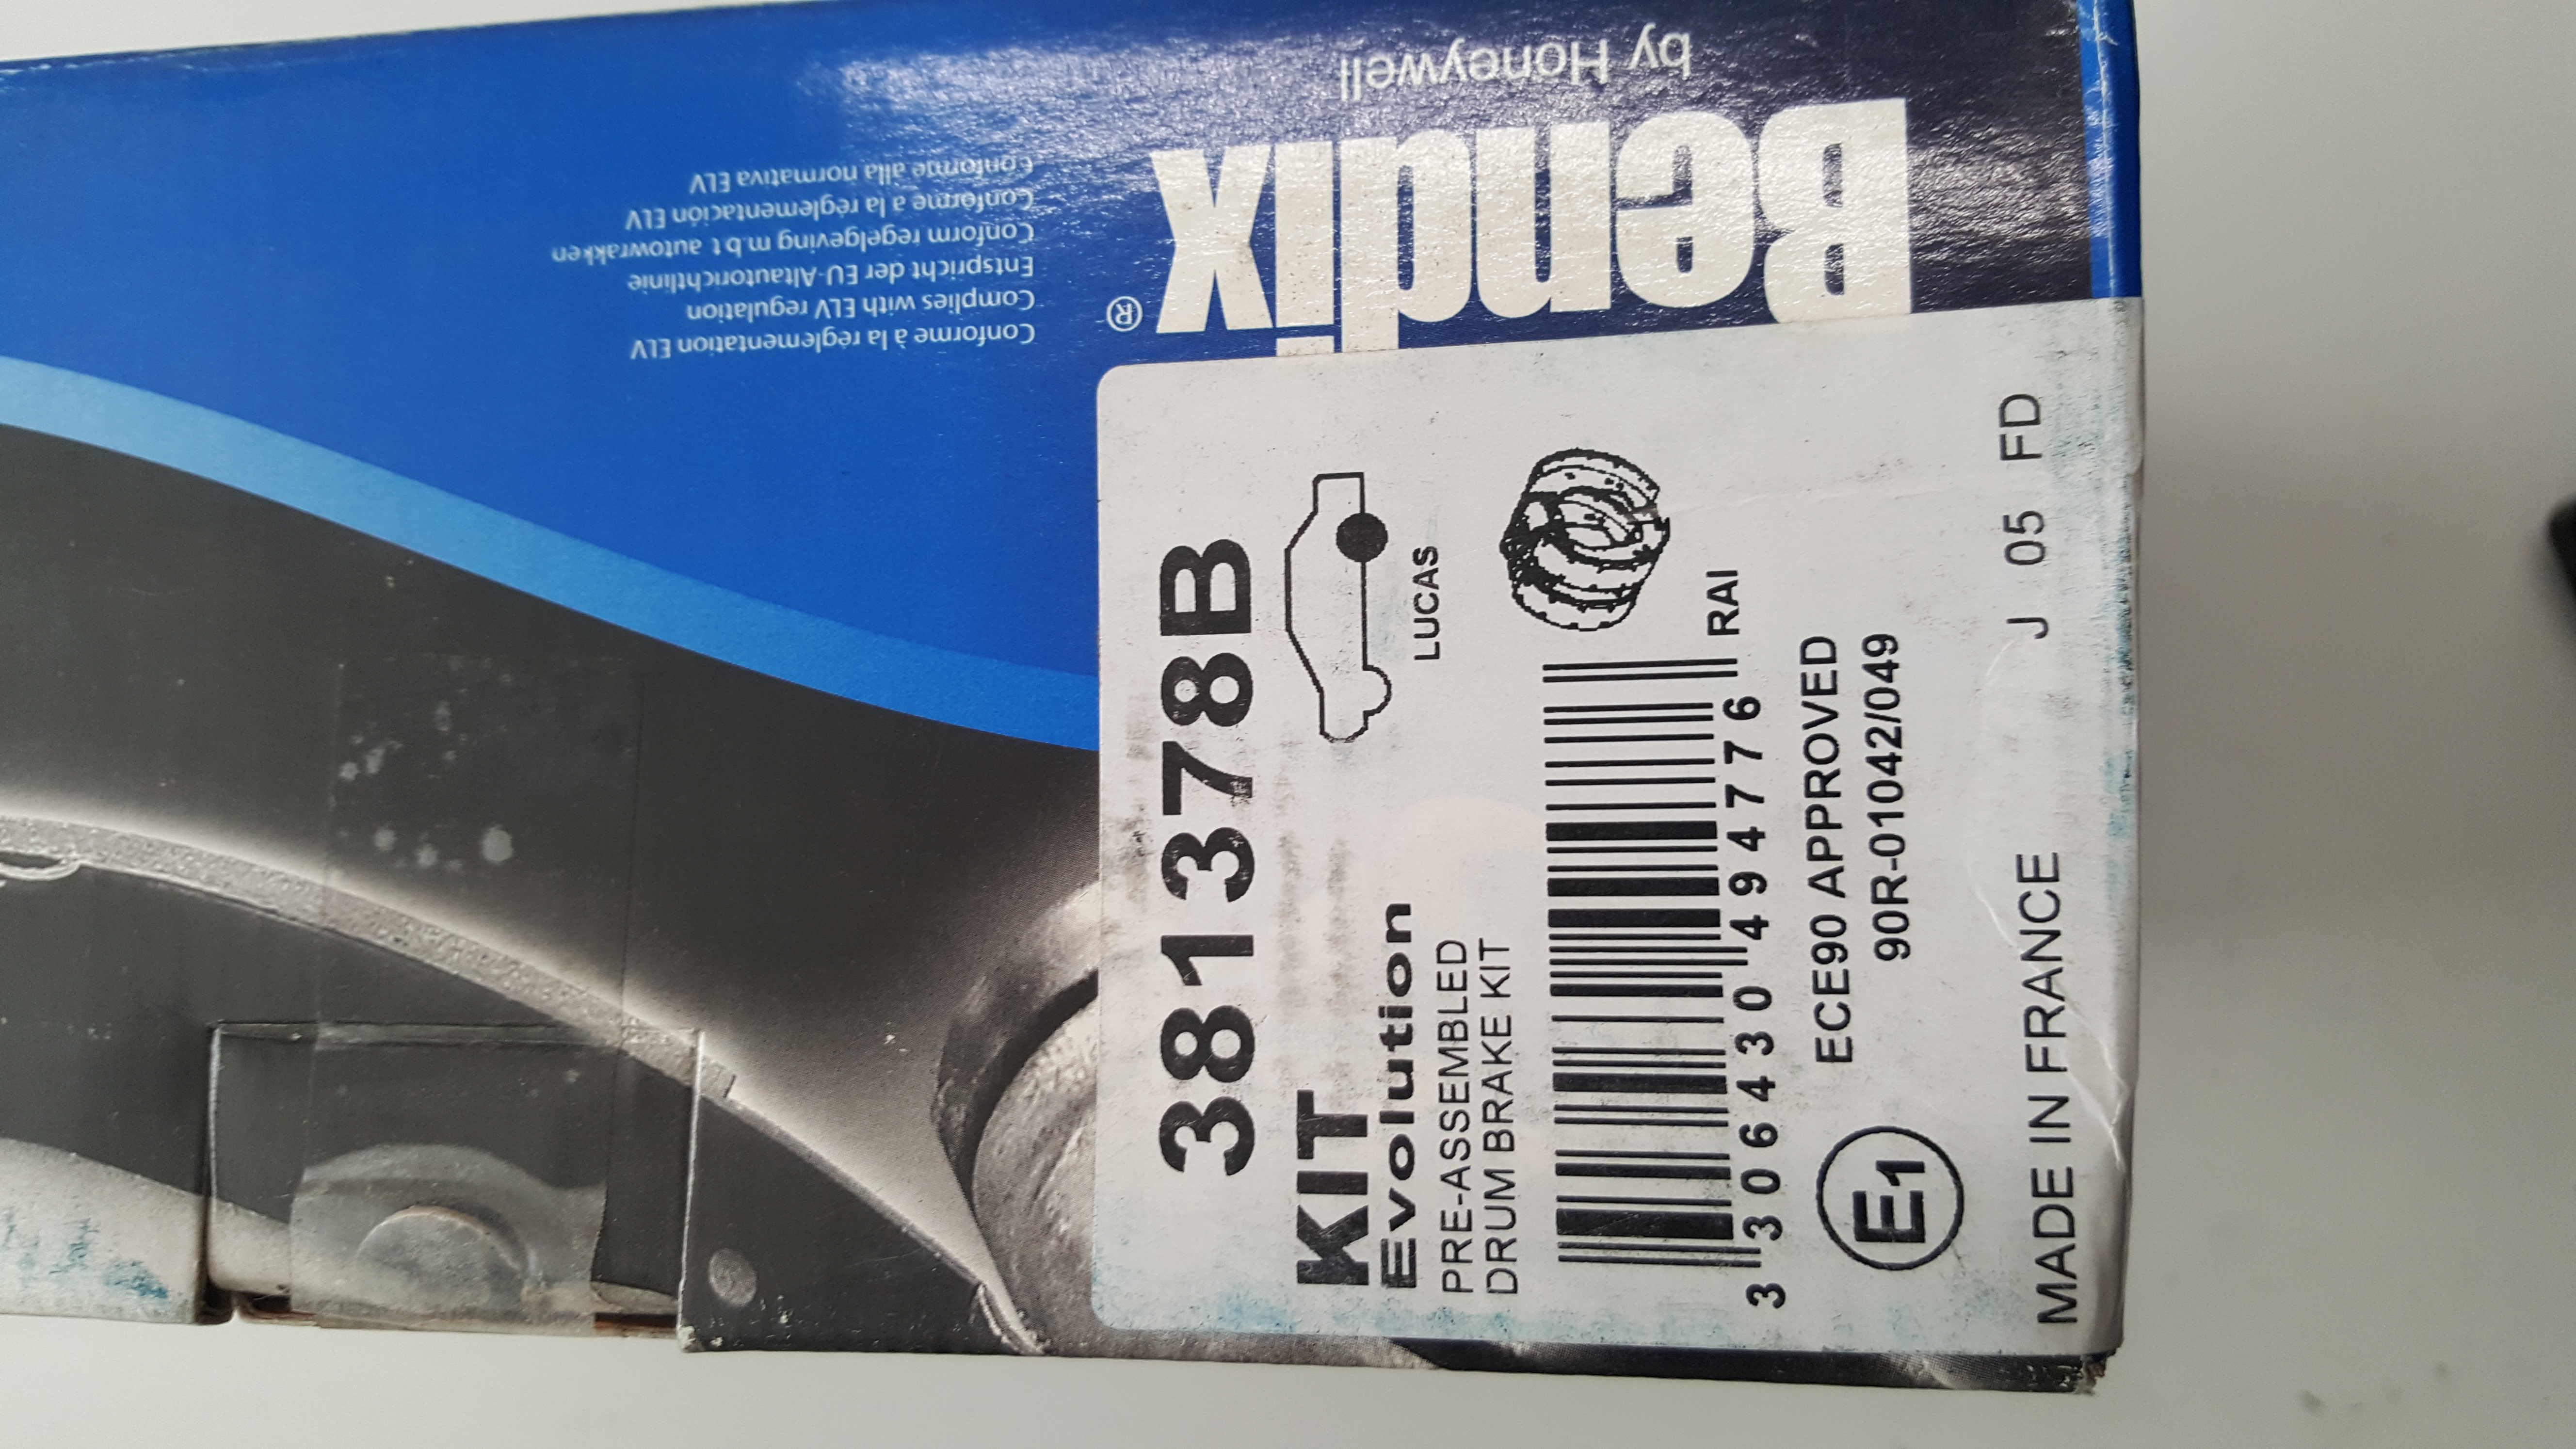 by Honeywell
Bendix®
Conforme à la réglementation ELV
Complies with ELV regulation
Entspricht der EU-Altautorichtlinie
Conform regelgeving m.b.t autowrakken
Conforme a la réglementación ELV
Conforme alla normativa ELV
381378B
KIT
Evolution
LUCAS
PRE-ASSEMBLED
DRUM BRAKE KIT
RAI
3 306430 494776
ECE90 APPROVED
E1
90R-01042/049
MADE IN FRANCE J 05 FD